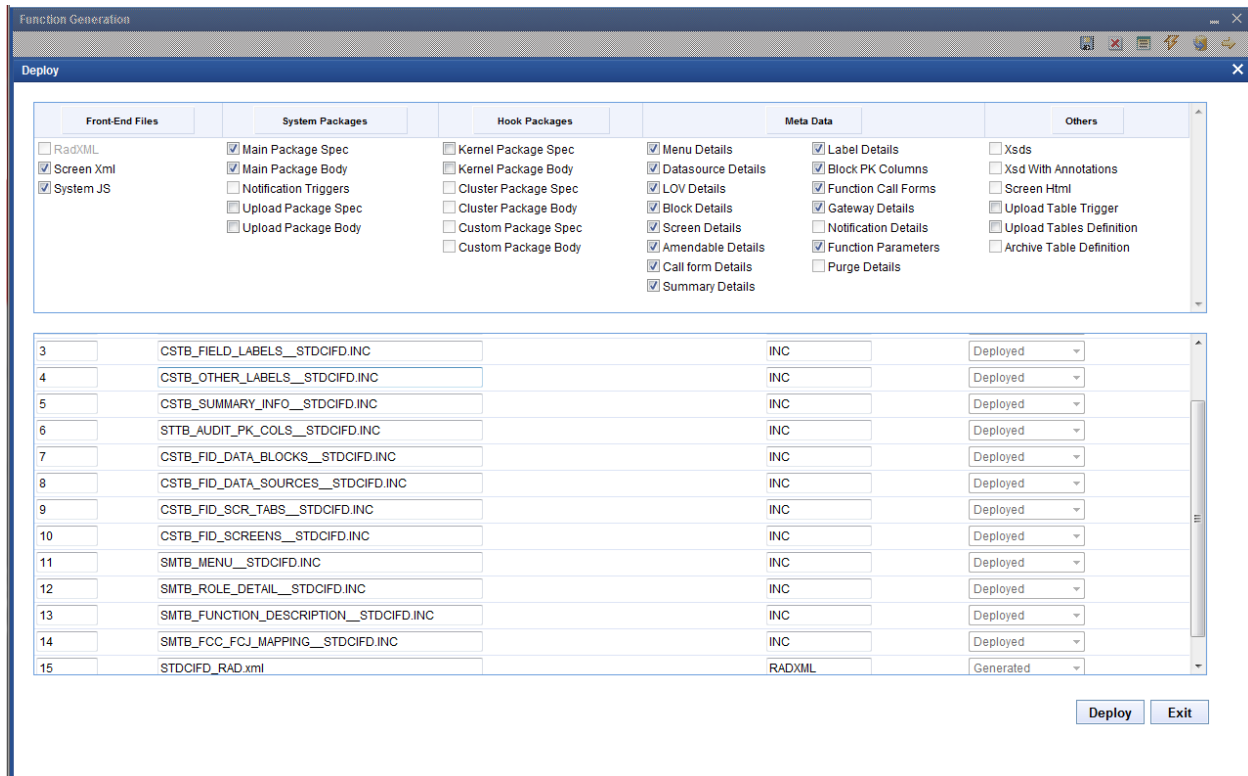 Function Generation
Deploy
Front-End Files System Packages Hook Packages Meta Data Others
RadXML Main Package Spec Kernel Package Spec Menu Details Label Details Xsds
Screen Xml Main Package Body Kernel Package Body Datasource Details Block PK Columns Xsd With Annotations
System JS Notification Triggers Cluster Package Spec LOV Details Function Call Forms Screen Html
Upload Package Spec Cluster Package Body Block Details Gateway Details Upload Table Trigger
Upload Package Body Custom Package Spec Screen Details Notification Details Upload Tables Definition
Custom Package Body Amendable Details Function Parameters Archive Table Definition
Call form Details Purge Details
Summary Details
3 CSTB_FIELD_LABELS__STDCIFD.INC INC Deployed
4 CSTB_OTHER_LABELS__STDCIFD.INC INC Deployed
5 CSTB_SUMMARY_INFO__STDCIFD.INC INC Deployed
6 STTB_AUDIT_PK_COLS__STDCIFD.INC INC Deployed
7 CSTB_FID_DATA_BLOCKS__STDCIFD.INC INC Deployed
8 CSTB_FID_DATA_SOURCES__STDCIFD.INC INC Deployed
9 CSTB_FID_SCR_TABS__STDCIFD.INC INC Deployed
10 CSTB_FID_SCREENS__STDCIFD.INC INC Deployed
11 SMTB_MENU__STDCIFD.INC INC Deployed
12 SMTB_ROLE_DETAIL__STDCIFD.INC INC Deployed
13 SMTB_FUNCTION_DESCRIPTION__STDCIFD.INC INC Deployed
14 SMTB_FCC_FCJ_MAPPING__STDCIFD.INC INC Deployed
15 STDCIFD_RAD.xml RADXML Generated
Deploy Exit